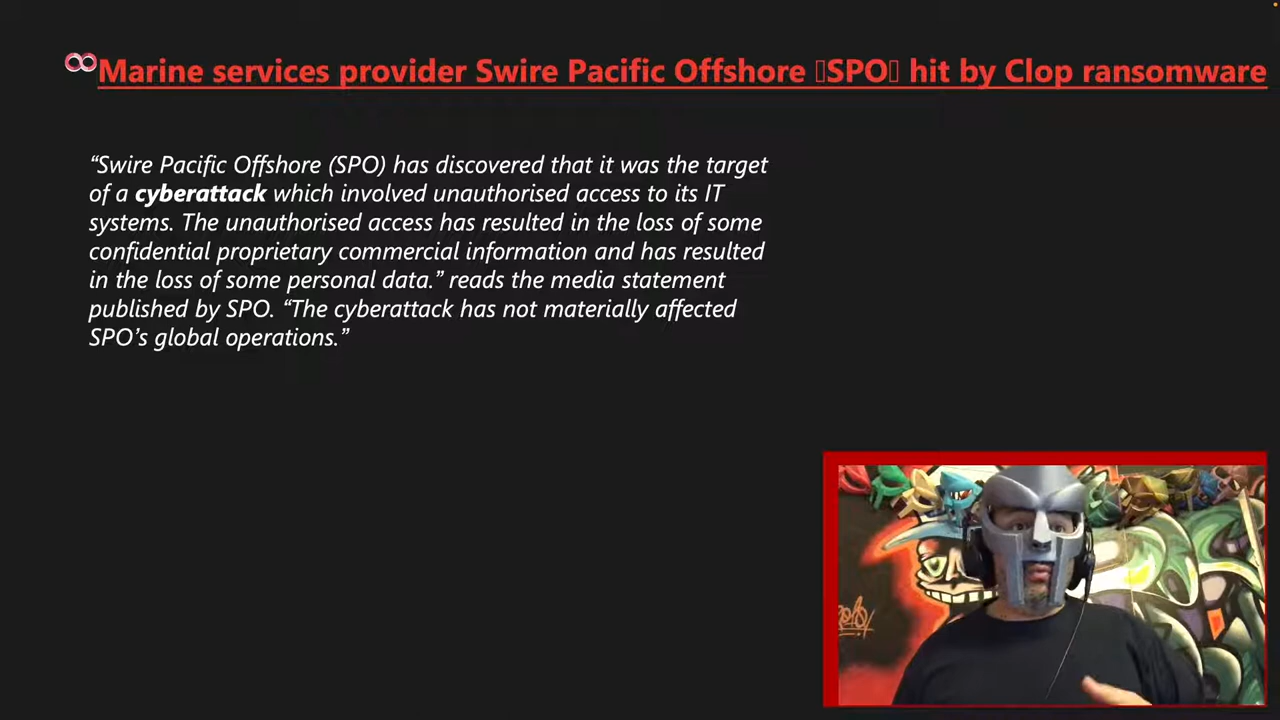 Marine services provider Swire Pacific Offshore SPO hit by Clop ransomware
“Swire Pacific Offshore (SPO) has discovered that it was the target
of a cyberattack which involved unauthorised access to its IT
systems. The unauthorised access has resulted in the loss of some
confidential proprietary commercial information and has resulted
in the loss of some personal data.” reads the media statement
published by SPO. “The cyberattack has not materially affected
SPO’s global operations.”